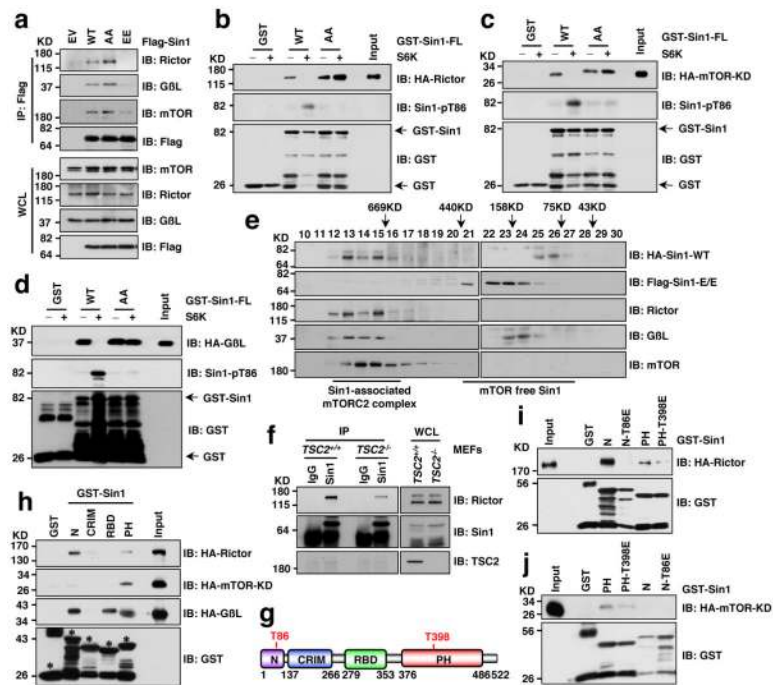 a
EV WT AA EE Flag-Sin1
KD
180
115
IB: Rictor
37
IB: GßL
180
IB: mTOR
82
IB: Flag
IP: Flag
180
IB: mTOR
180
115
IB: Rictor
37
IB: GßL
82
64
IB: Flag
WCL
b
GST WT AA Input GST-Sin1-FL
KD
– + – + – + S6K
180
115
IB: HA-Rictor
82
IB: Sin1-pT86
82
GST-Sin1
IB: GST
26
GST
c
GST WT AA Input GST-Sin1-FL
KD
– + – + – + S6K
82
IB: HA-mTOR-KD
82
IB: Sin1-pT86
82
GST-Sin1
IB: GST
26
GST
d
GST WT AA Input GST-Sin1-FL
KD
– + – + – + S6K
37
IB: HA-GßL
82
IB: Sin1-pT86
82
GST-Sin1
IB: GST
26
GST
e
669KD 440KD 158KD 75KD 43KD
KD 10 11 12 13 14 15 16 17 18 19 20 21 22 23 24 25 26 27 28 29 30
82
64
IB: HA-Sin1-WT
82
64
IB: Flag-Sin1-E/E
180
115
IB: Rictor
37
IB: GßL
180
IB: mTOR
Sin1-associated
mTORC2 complex
mTOR free Sin1
f
IP WCL
TSC2+/+ TSC2-/- TSC2+/+ TSC2-/- MEFs
IgG Sin1 IgG Sin1
KD
180
115
IB: Rictor
82
64
IB: Sin1
180
IB: TSC2
g
T86 T398
N CRIM RBD PH
1 137 266 279 353 376 486 522
h
GST-Sin1
GST N CRIM RBD PH Input
KD
170
130
IB: HA-Rictor
34
26
IB: HA-mTOR-KD
43
34
IB: HA-GßL
43
34
26
IB: GST
i
Input GST N N-T86E PH PH-T398E GST-Sin1
KD
170
IB: HA-Rictor
56
26
IB: GST
j
Input GST PH PH-T398E N N-T86E GST-Sin1
KD
34
26
IB: HA-mTOR-KD
56
26
IB: GST